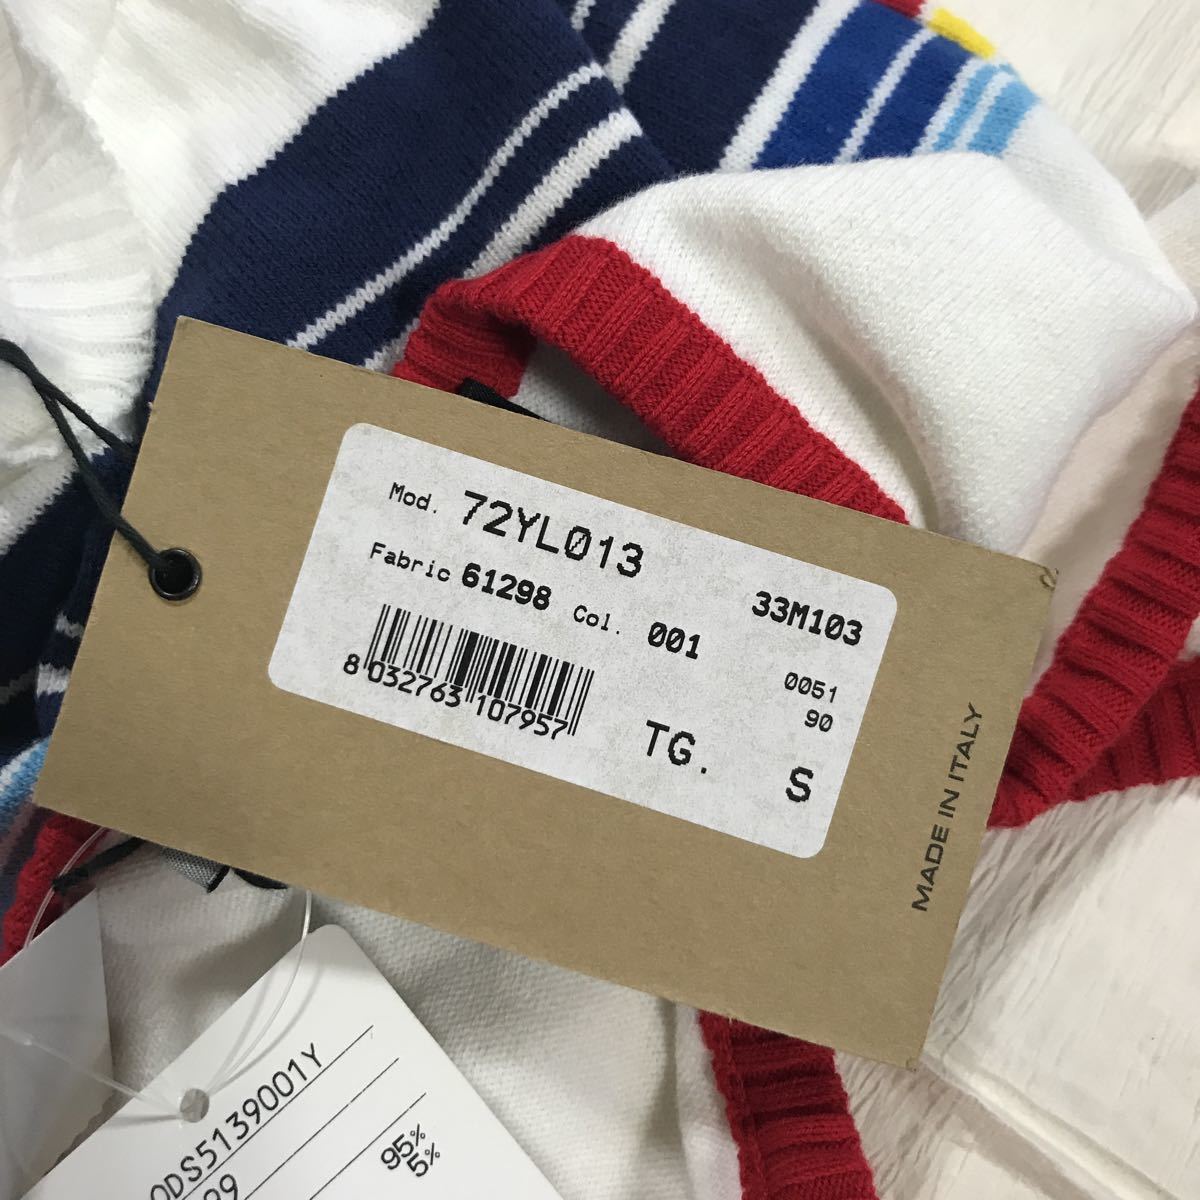 Mod. 72YL013
33M103
Fabric 61298 Col. 001
0051
90
8 032763 107957
TG. S
MADE IN ITALY
ODS5139001Y
99
95%
5%